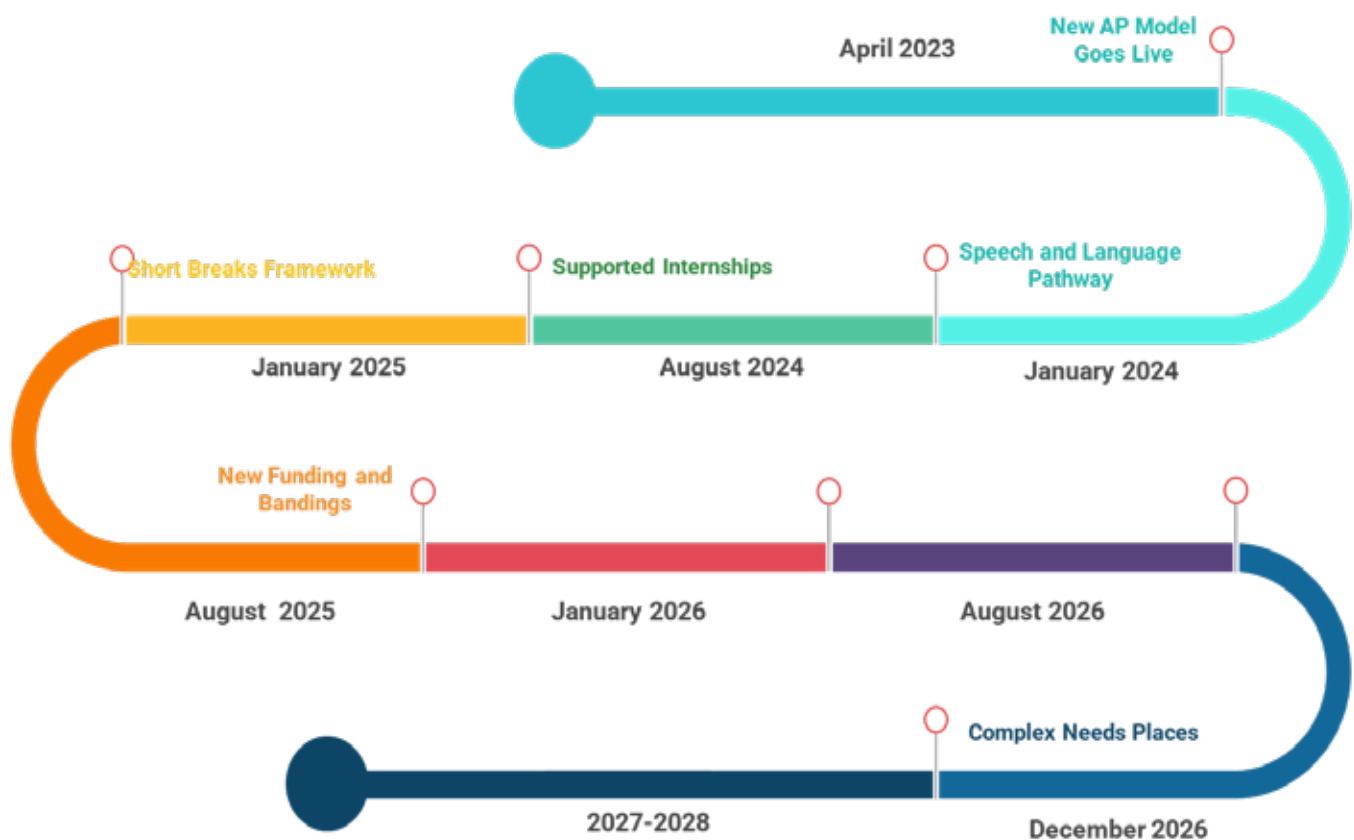 April 2023
New AP Model
Goes Live
Short Breaks Framework
Supported Internships
Speech and Language
Pathway
January 2025
August 2024
January 2024
New Funding and
Bandings
August 2025
January 2026
August 2026
Complex Needs Places
2027-2028
December 2026